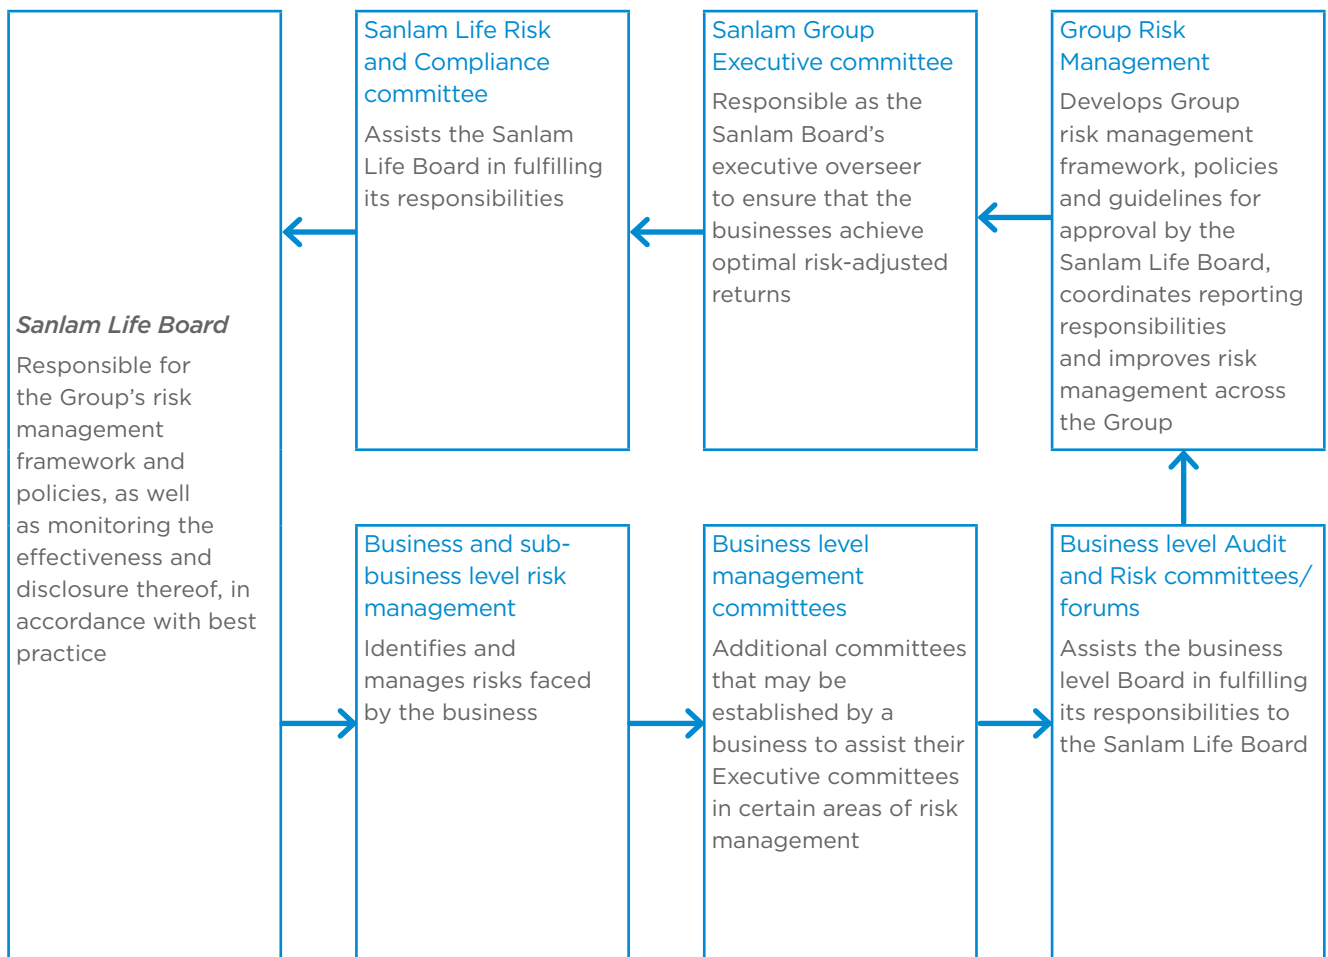 Sanlam Life Board
Responsible for
the Group’s risk
management
framework and
policies, as well
as monitoring the
effectiveness and
disclosure thereof, in
accordance with best
practice
Sanlam Life Risk
and Compliance
committee
Assists the Sanlam
Life Board in fulfilling
its responsibilities
Sanlam Group
Executive committee
Responsible as the
Sanlam Board’s
executive overseer
to ensure that the
businesses achieve
optimal risk-adjusted
returns
Group Risk
Management
Develops Group
risk management
framework, policies
and guidelines for
approval by the
Sanlam Life Board,
coordinates reporting
responsibilities
and improves risk
management across
the Group
Business and sub-
business level risk
management
Identifies and
manages risks faced
by the business
Business level
management
committees
Additional committees
that may be
established by a
business to assist their
Executive committees
in certain areas of risk
management
Business level Audit
and Risk committees/
forums
Assists the business
level Board in fulfilling
its responsibilities to
the Sanlam Life Board